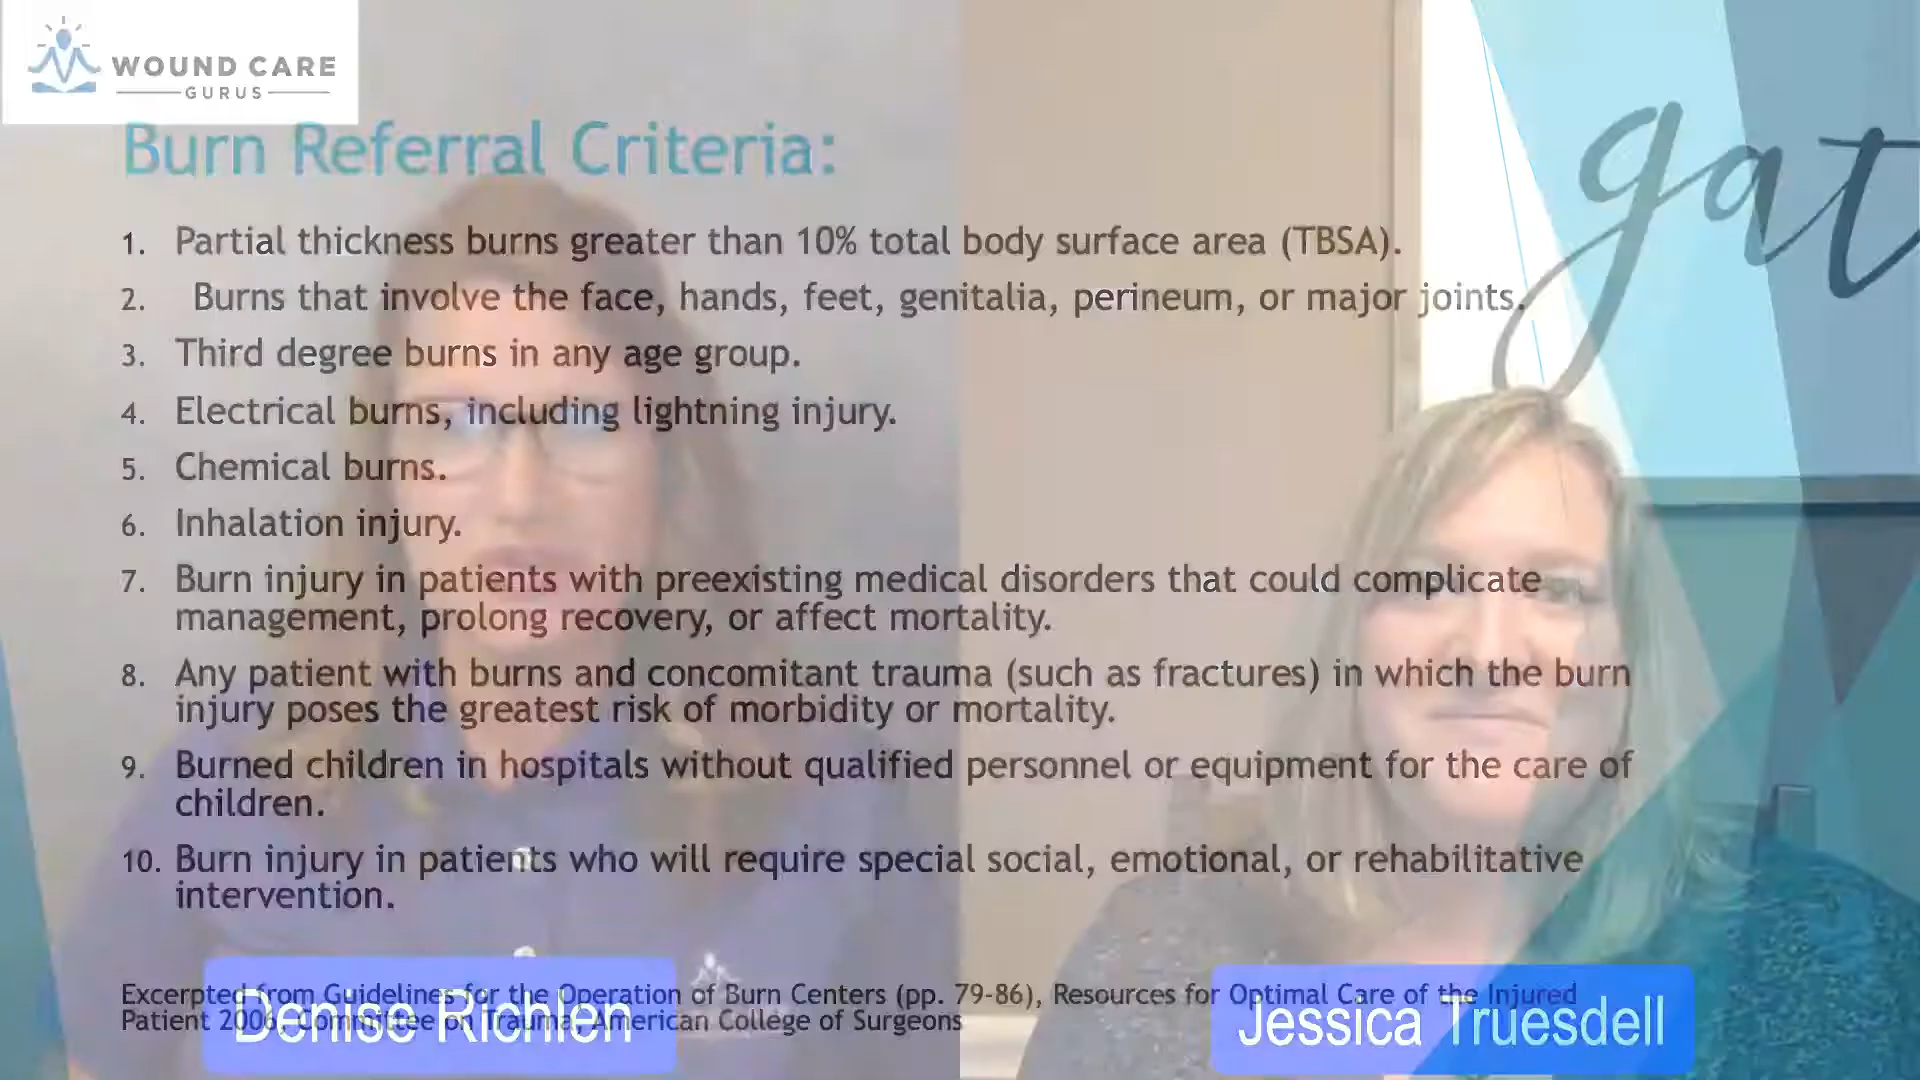 WOUND CARE
GURUS
gat
Burn Referral Criteria:
1. Partial thickness burns greater than 10% total body surface area (TBSA).
2. Burns that involve the face, hands, feet, genitalia, perineum, or major joints.
3. Third degree burns in any age group.
4. Electrical burns, including lightning injury.
5. Chemical burns.
6. Inhalation injury.
7. Burn injury in patients with preexisting medical disorders that could complicate
management, prolong recovery, or affect mortality.
8. Any patient with burns and concomitant trauma (such as fractures) in which the burn
injury poses the greatest risk of morbidity or mortality.
9. Burned children in hospitals without qualified personnel or equipment for the care of
children.
10. Burn injury in patients who will require special social, emotional, or rehabilitative
intervention.
Excerpted from Guidelines for the Operation of Burn Centers (pp. 79-86), Resources for Optimal Care of the Injured
Patient 2006, Committee on Trauma, American College of Surgeons
Denise Richlen
Jessica Truesdell